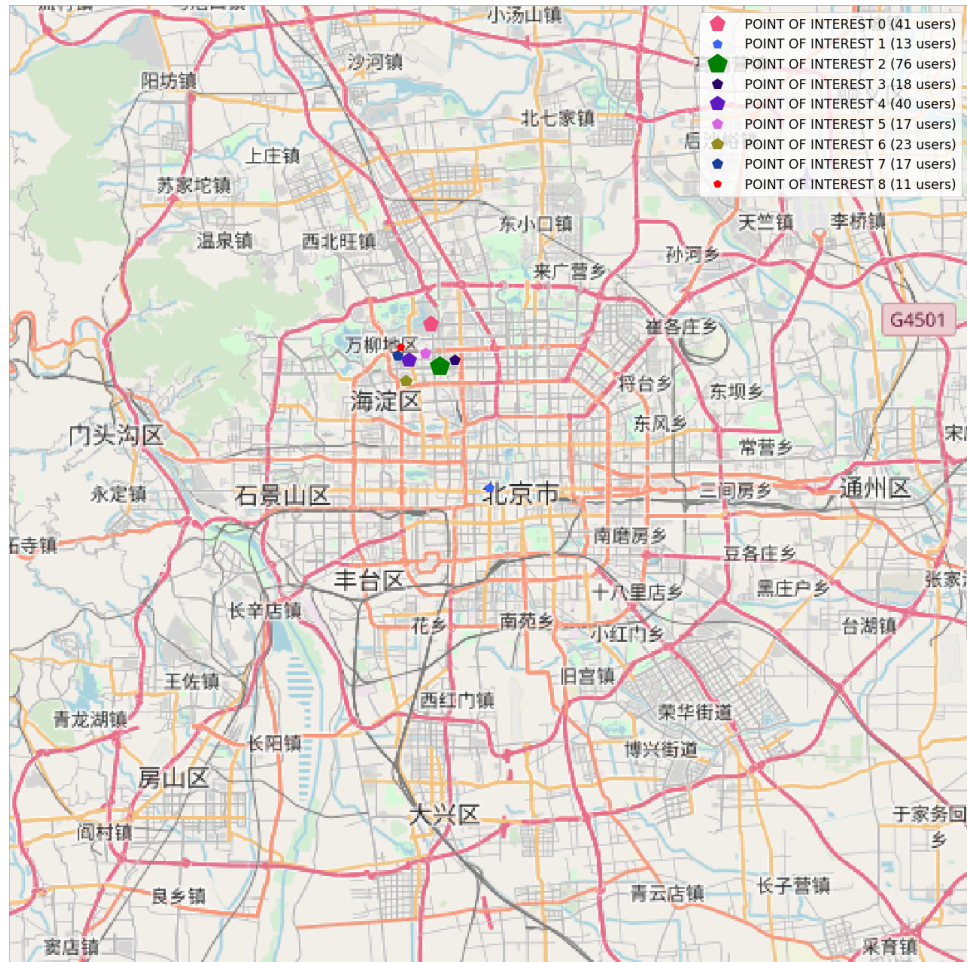 小汤山镇
沙河镇
阳坊镇
北七家镇
上庄镇
苏家坨镇
东小口镇
温泉镇
西北旺镇
天竺镇
李桥镇
孙河乡
来广营乡
G4501
崔各庄乡
万柳地区
将台乡
东坝乡
海淀区
东风乡
门头沟区
常营乡
永定镇
石景山区
北京市
三间房乡
通州区
南磨房乡
豆各庄乡
丰台区
十八里店乡
黑庄户乡
长辛店镇
花乡
南苑乡
小红门乡
台湖镇
王佐镇
旧宫镇
西红门镇
青龙湖镇
荣华街道
长阳镇
博兴街道
房山区
大兴区
于家务回
乡
阎村镇
良乡镇
青云店镇
长子营镇
窦店镇
采育镇
POINT OF INTEREST 0 (41 users)
POINT OF INTEREST 1 (13 users)
POINT OF INTEREST 2 (76 users)
POINT OF INTEREST 3 (18 users)
POINT OF INTEREST 4 (40 users)
POINT OF INTEREST 5 (17 users)
POINT OF INTEREST 6 (23 users)
POINT OF INTEREST 7 (17 users)
POINT OF INTEREST 8 (11 users)